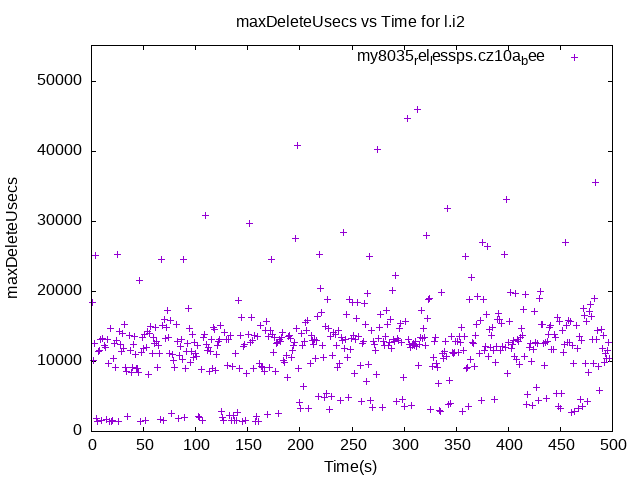 maxDeleteUsecs vs Time for l.i2
my8035relessps.cz10abee
50000
40000
30000
20000
10000
0
maxDeleteUsecs
0 50 100 150 200 250 300 350 400 450 500
Time(s)